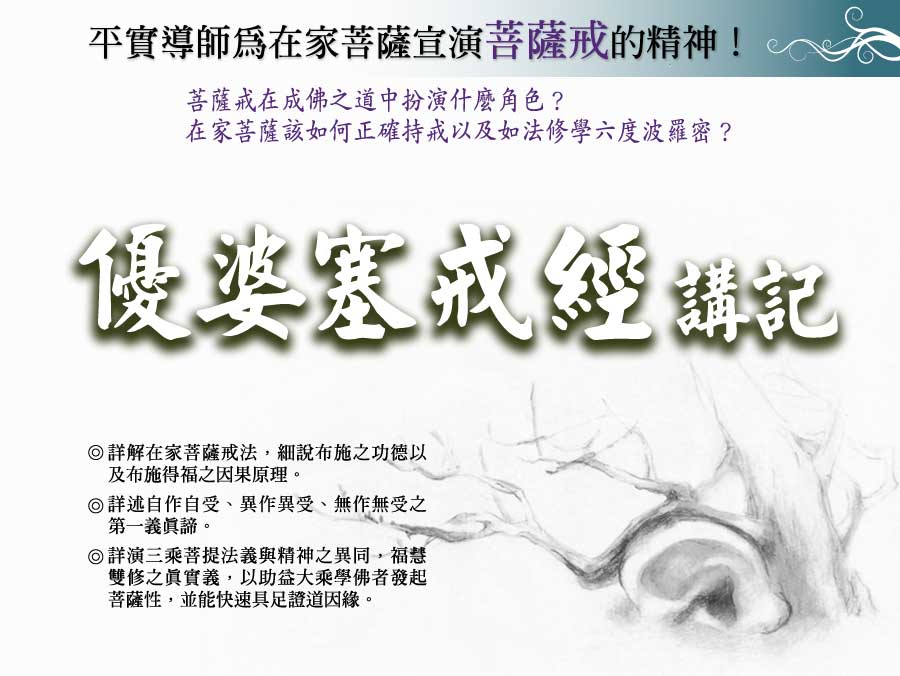 平實導師爲在家菩薩宣演菩薩戒的精神！
菩薩戒在成佛之道中扮演什麼角色？
在家菩薩該如何正確持戒以及如法修學六度波羅密？
優婆塞戒經講記
◎詳解在家菩薩戒法，細說布施之功德以
及布施得福之因果原理。
◎詳述自作自受、異作異受、無作無受之
第一義眞諦。
◎詳演三乘菩提法義與精神之異同，福慧
雙修之眞實義，以助益大乘學佛者發起
菩薩性，並能快速具足證道因緣。